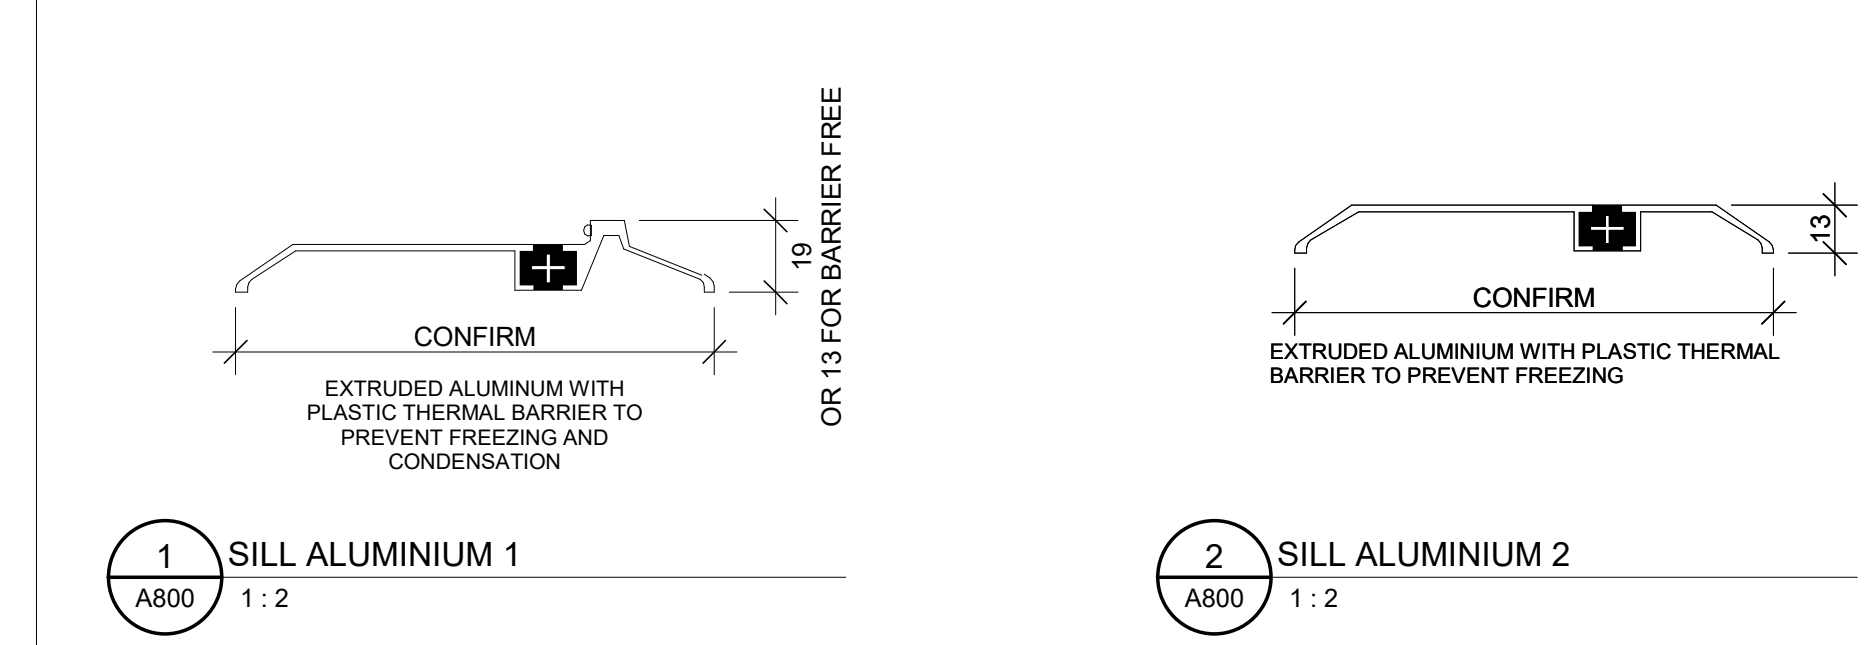 19
OR 13 FOR BARRIER FREE
CONFIRM
EXTRUDED ALUMINUM WITH
PLASTIC THERMAL BARRIER TO
PREVENT FREEZING AND
CONDENSATION
1
A800
SILL ALUMINIUM 1
1 : 2
13
CONFIRM
EXTRUDED ALUMINIUM WITH PLASTIC THERMAL
BARRIER TO PREVENT FREEZING
2
A800
SILL ALUMINIUM 2
1 : 2